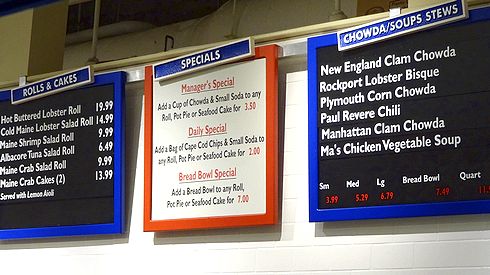 ROLLS & CAKES
Hot Buttered Lobster Roll 19.99
Cold Maine Lobster Salad Roll 14.99
Maine Shrimp Salad Roll 9.99
Albacore Tuna Salad Roll 6.49
Maine Crab Salad Roll 9.99
Maine Crab Cakes (2) 13.99
Served with Lemon Aioli
SPECIALS
Manager's Special
Add a Cup of Chowda & Small Soda to any
Roll, Pot Pie or Seafood Cake for 3.50
Daily Special
Add a Bag of Cape Cod Chips & Small Soda to any
Roll, Pot Pie or Seafood Cake for 2.00
Bread Bowl Special
Add a Bread Bowl to any Roll,
Pot Pie or Seafood Cake for 7.00
CHOWDA/SOUPS STEWS
New England Clam Chowda
Rockport Lobster Bisque
Plymouth Corn Chowda
Paul Revere Chili
Manhattan Clam Chowda
Ma's Chicken Vegetable Soup
Sm Med Lg Bread Bowl Quart
3.99 5.29 6.79 7.49